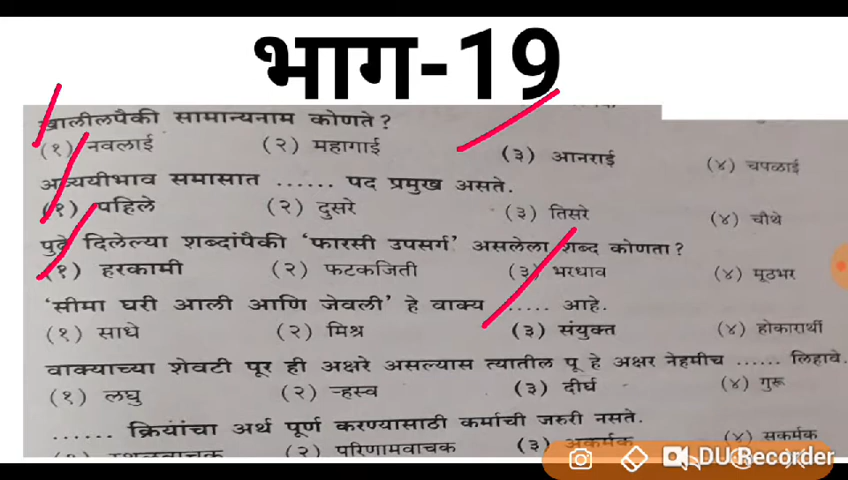 भाग-19
खालीलपैकी सामान्यनाम कोणते?
(१) नवलाई (२) महागाई (३) आनराई (४) चपळाई
अव्ययीभाव समासात ...... पद प्रमुख असते.
(१) पहिले (२) दुसरे (३) तिसरे (४) चौथे
पुढे दिलेल्या शब्दांपैकी 'फारसी उपसर्ग' असलेला शब्द कोणता?
(१) हरकामी (२) फटकजिती (३) भरधाव (४) मूठभर
'सीमा घरी आली आणि जेवली' हे वाक्य ...... आहे.
(१) साधे (२) मिश्र (३) संयुक्त (४) होकारार्थी
वाक्याच्या शेवटी पूर ही अक्षरे असल्यास त्यातील पू हे अक्षर नेहमीच ...... लिहावे.
(१) लघु (२) ऱ्हस्व (३) दीर्घ (४) गुरू
...... क्रियांचा अर्थ पूर्ण करण्यासाठी कर्माची जरुरी नसते.
(२) परिणामवाचक (३) अकर्मक (४) सकर्मक
DU Recorder